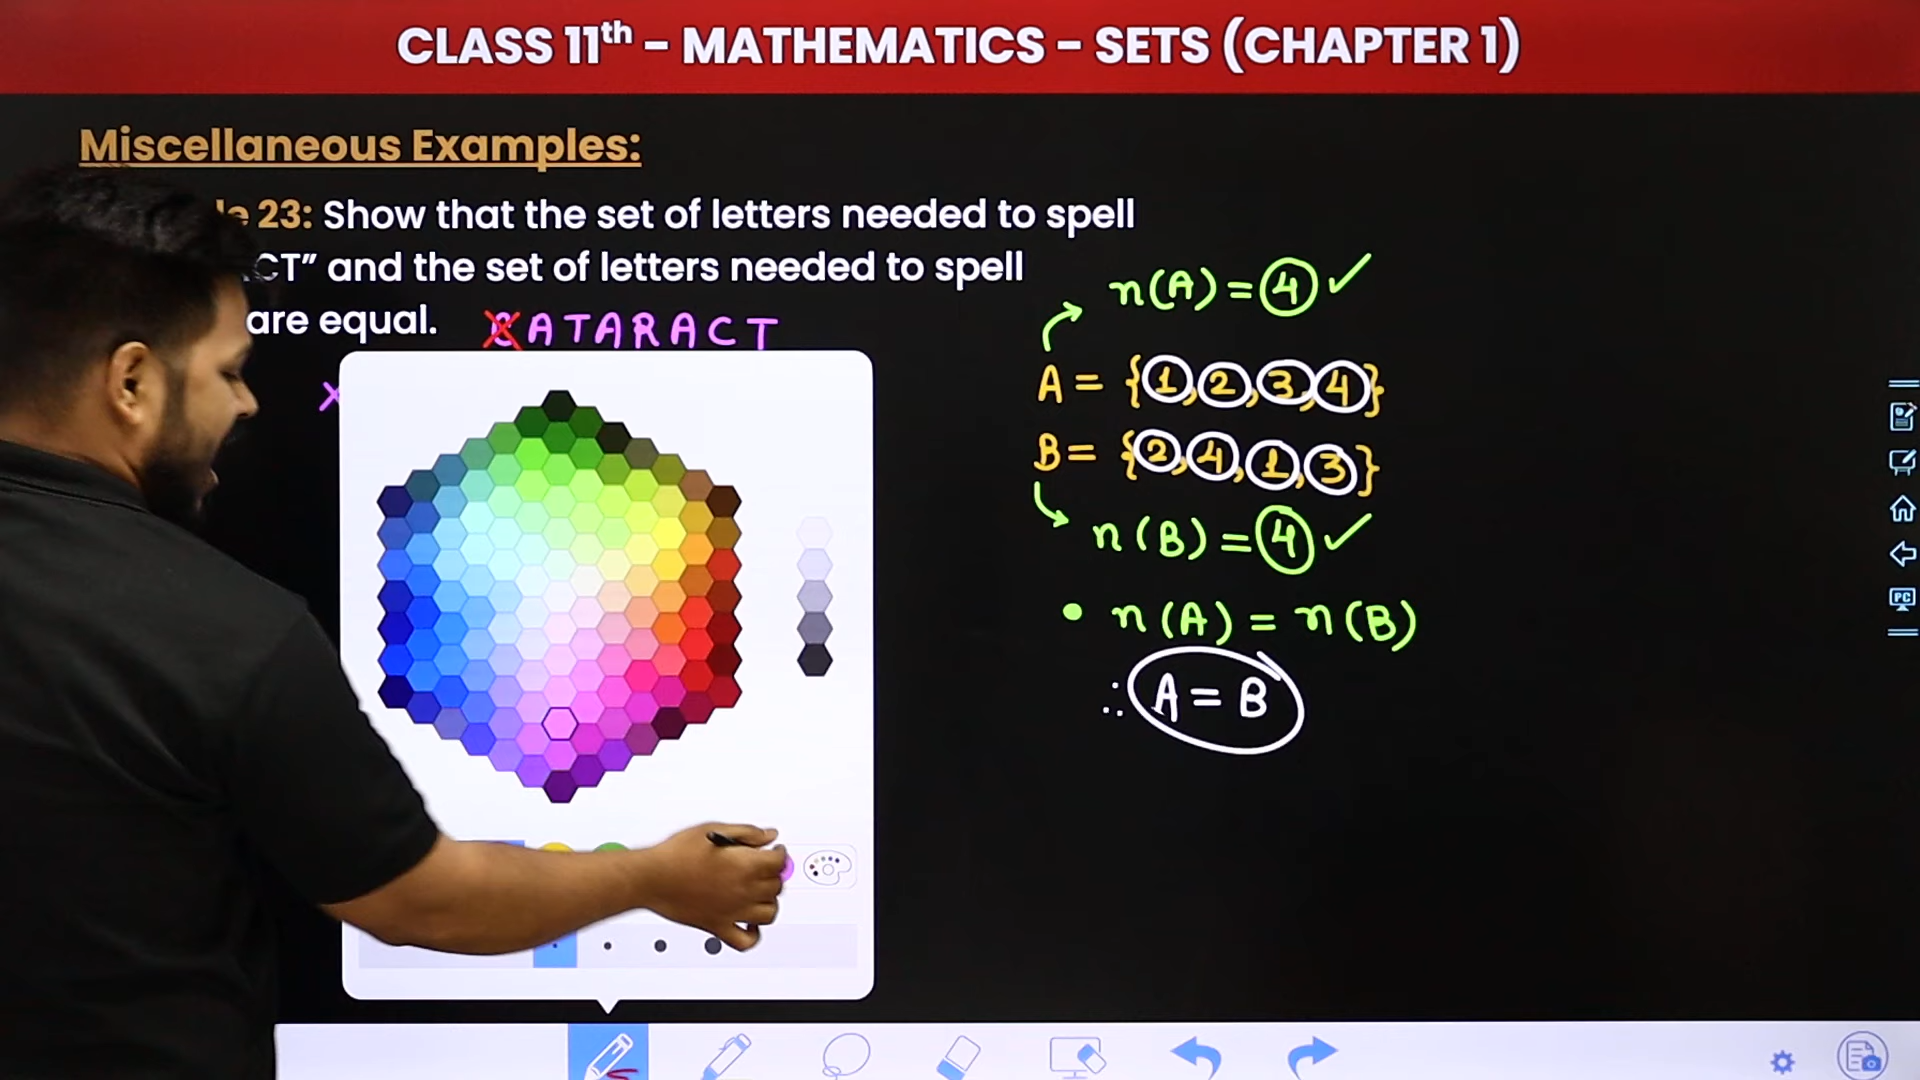 CLASS 11th - MATHEMATICS - SETS (CHAPTER 1)
Miscellaneous Examples:
23: Show that the set of letters needed to spell
CT” and the set of letters needed to spell
are equal.
CATARACT
n(A) = 4 ✓
A = {1, 2, 3, 4}
B = {2, 4, 1, 3}
n(B) = 4 ✓
• n(A) = n(B)
∴ A = B
PC